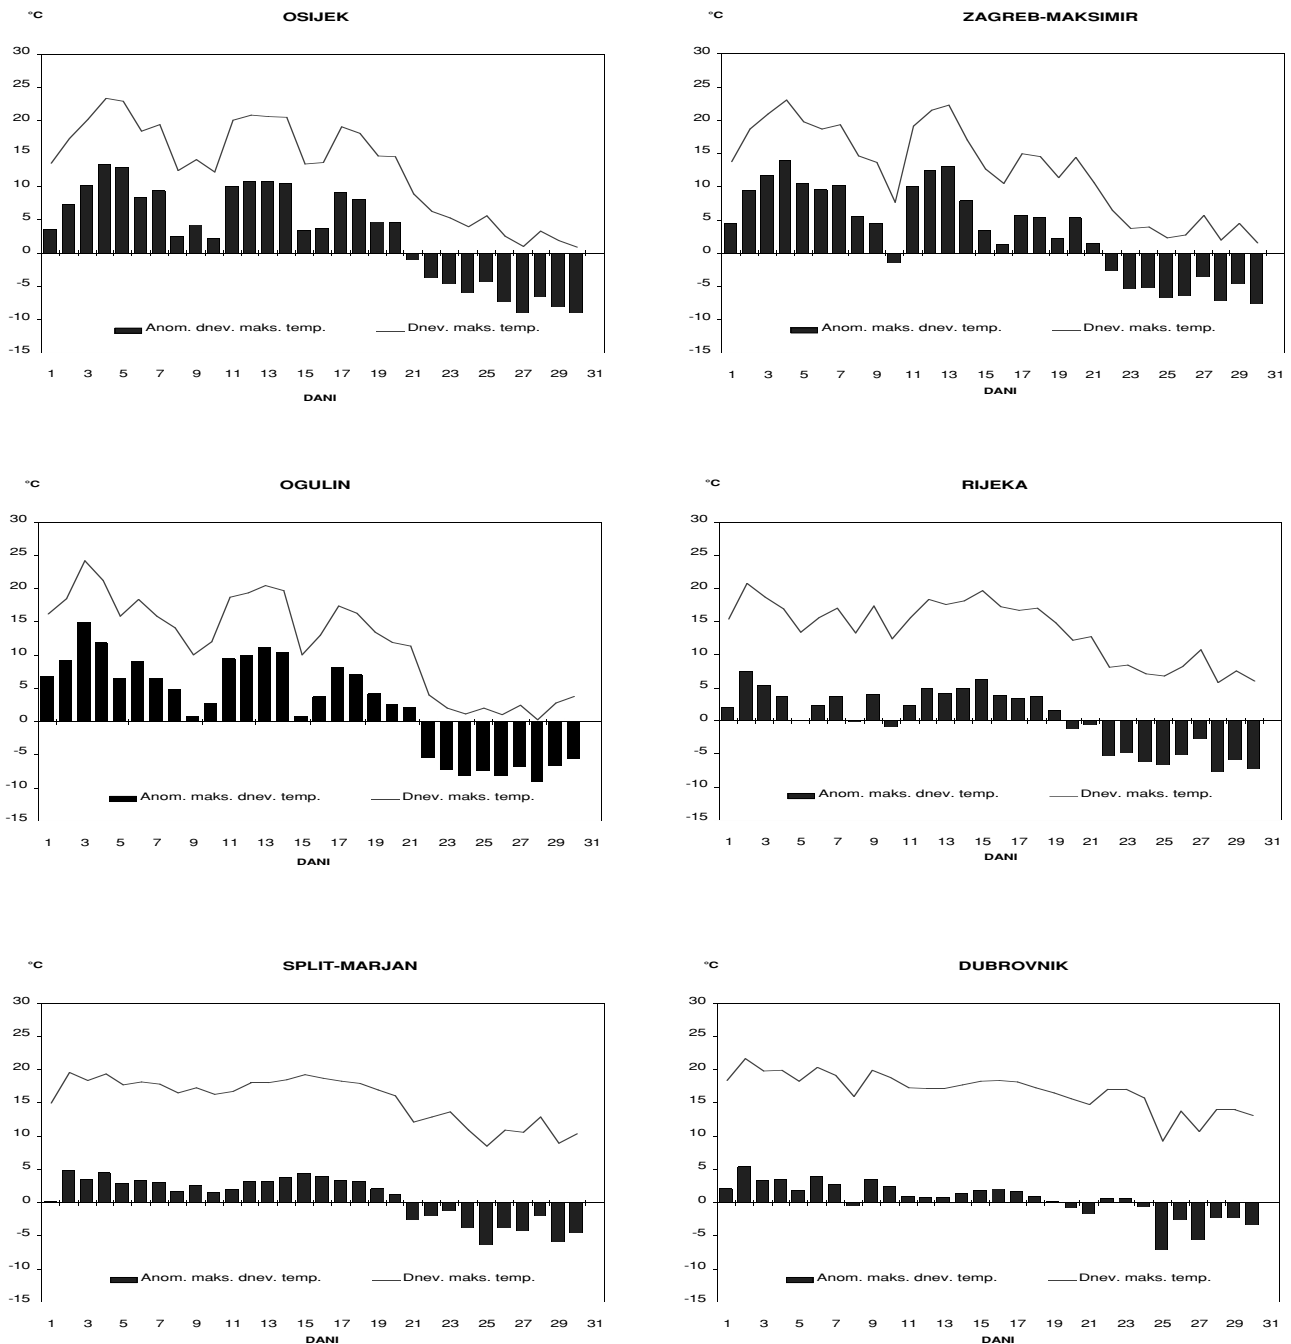 °C OSIJEK
30
25
20
15
10
5
0
-5
-10
-15
Anom. dnev. maks. temp. Dnev. maks. temp.
1 3 5 7 9 11 13 15 17 19 21 23 25 27 29 31
DANI
°C ZAGREB-MAKSIMIR
30
25
20
15
10
5
0
-5
-10
-15
Anom. maks. dnev. temp. Dnev. maks. temp.
1 3 5 7 9 11 13 15 17 19 21 23 25 27 29 31
DANI
°C OGULIN
30
25
20
15
10
5
0
-5
-10
-15
Anom. maks. dnev. temp. Dnev. maks. temp.
1 3 5 7 9 11 13 15 17 19 21 23 25 27 29 31
DANI
°C RIJEKA
30
25
20
15
10
5
0
-5
-10
-15
Anom. maks. dnev. temp. Dnev. maks. temp.
1 3 5 7 9 11 13 15 17 19 21 23 25 27 29 31
DANI
°C SPLIT-MARJAN
30
25
20
15
10
5
0
-5
-10
-15
Anom. maks. dnev. temp. Dnev. maks. temp.
1 3 5 7 9 11 13 15 17 19 21 23 25 27 29 31
DANI
°C DUBROVNIK
30
25
20
15
10
5
0
-5
-10
-15
Anom. maks. dnev. temp. Dnev. maks. temp.
1 3 5 7 9 11 13 15 17 19 21 23 25 27 29 31
DANI